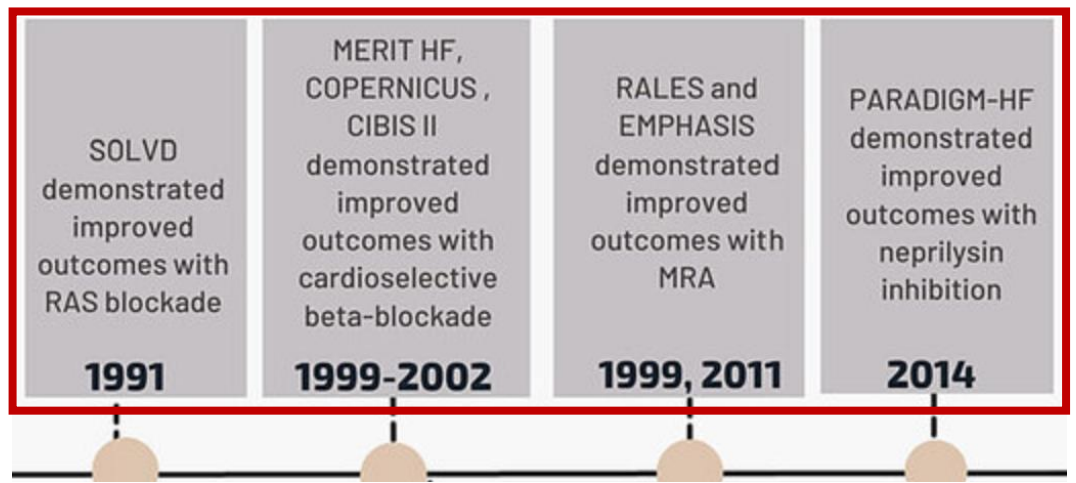 SOLVD
demonstrated
improved
outcomes with
RAS blockade
1991
MERIT HF,
COPERNICUS ,
CIBIS II
demonstrated
improved
outcomes with
cardioselective
beta-blockade
1999-2002
RALES and
EMPHASIS
demonstrated
improved
outcomes with
MRA
1999, 2011
PARADIGM-HF
demonstrated
improved
outcomes with
neprilysin
inhibition
2014